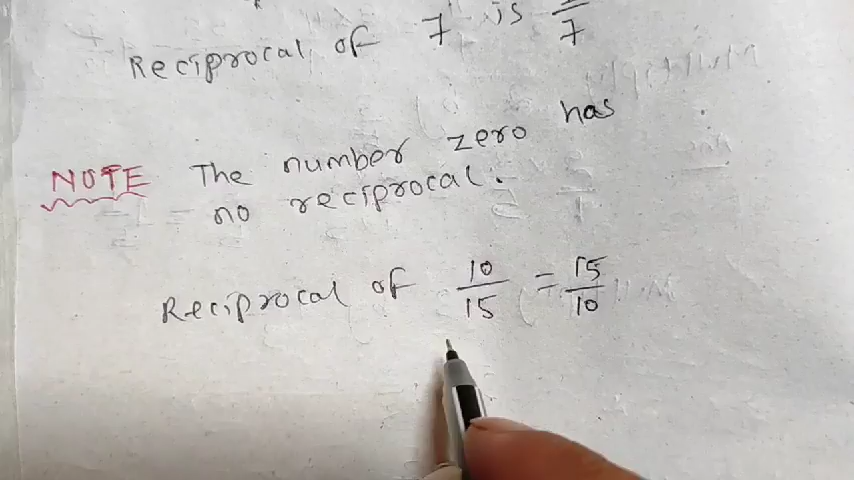 Reciprocal of 7 is 1/7
NOTE The number zero has
no reciprocal.
Reciprocal of 10/15 = 15/10